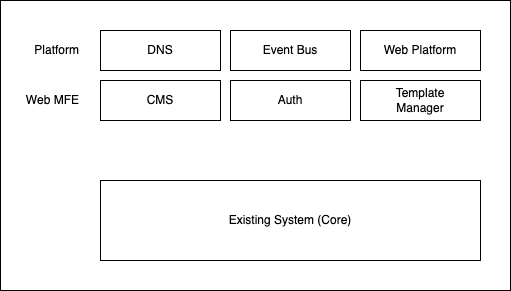 Platform DNS Event Bus Web Platform
Web MFE CMS Auth Template
Manager
Existing System (Core)